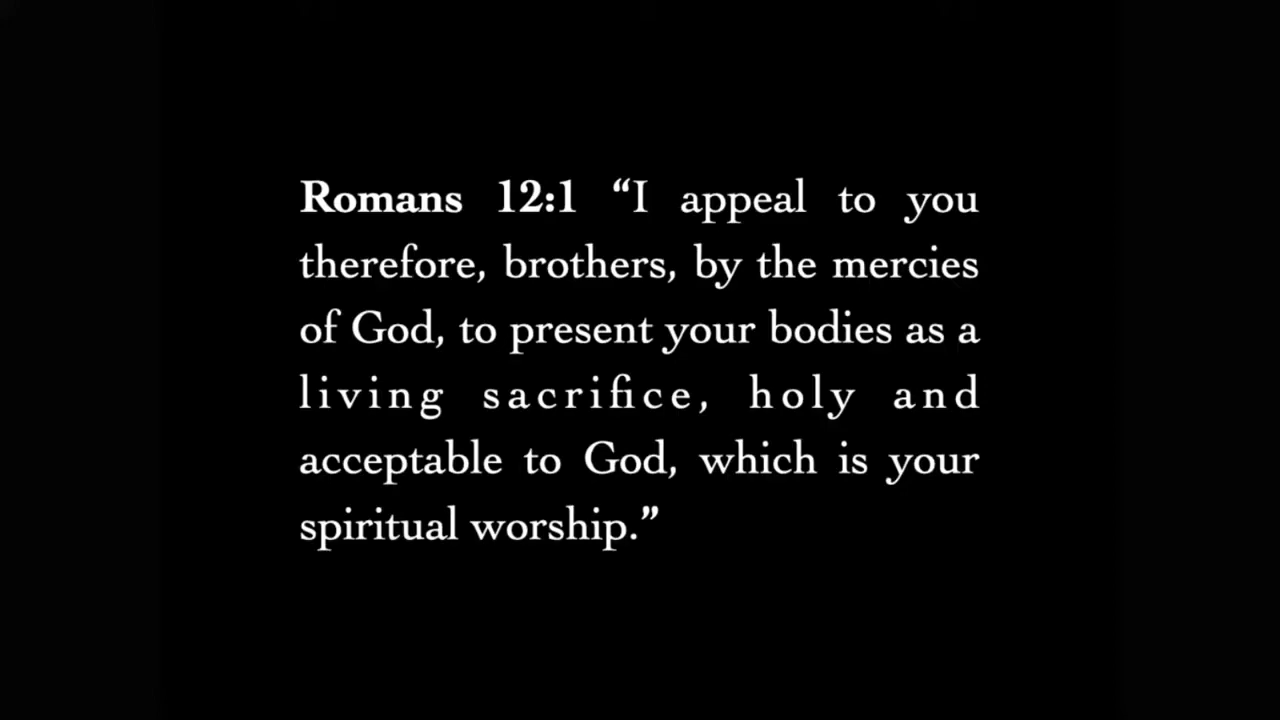 Romans 12:1 “I appeal to you
therefore, brothers, by the mercies
of God, to present your bodies as a
living sacrifice, holy and
acceptable to God, which is your
spiritual worship.”